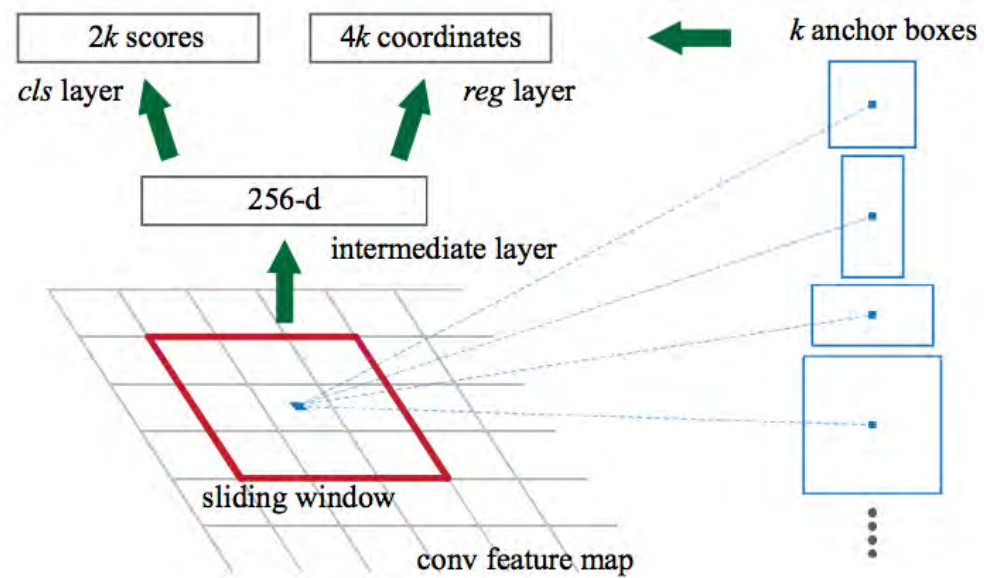 2k scores
4k coordinates
k anchor boxes
cls layer
reg layer
256-d
intermediate layer
sliding window
conv feature map